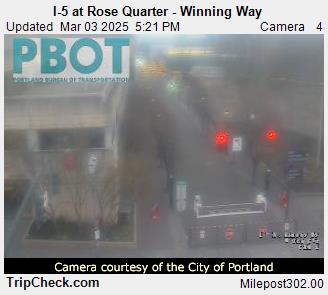 I-5 at Rose Quarter - Winning Way
Updated Mar 03 2025 5:21 PM Camera 4
PBOT
PORTLAND BUREAU OF TRANSPORTATION
Camera courtesy of the City of Portland
TripCheck.com Milepost302.00